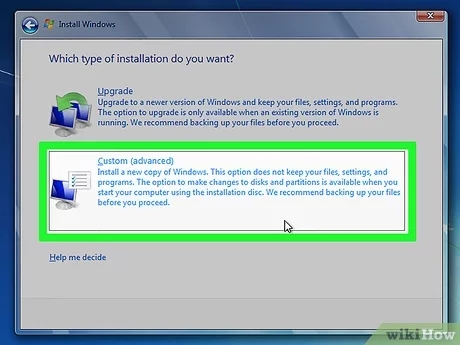 Install Windows
Which type of installation do you want?
Upgrade
Upgrade to a newer version of Windows and keep your files, settings, and programs.
The option to upgrade is only available when an existing version of Windows is
running. We recommend backing up your files before you proceed.
Custom (advanced)
Install a new copy of Windows. This option does not keep your files, settings, and
programs. The option to make changes to disks and partitions is available when you
start your computer using the installation disc. We recommend backing up your files
before you proceed.
Help me decide
wikiHow